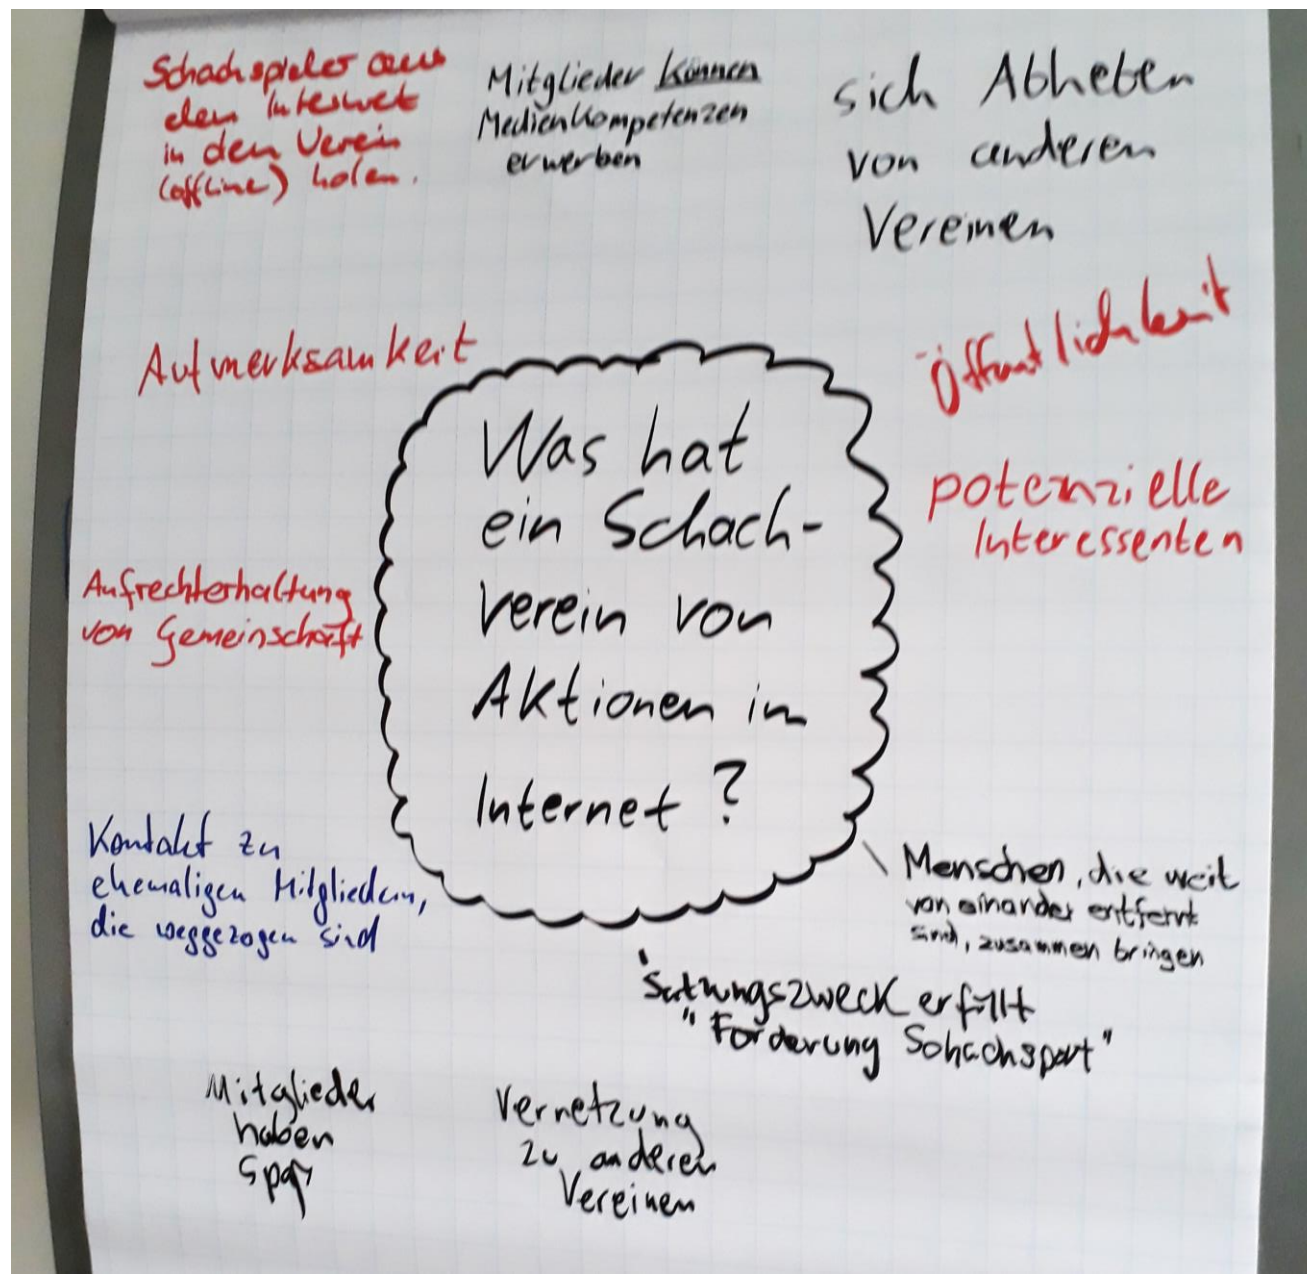 Schachspieler aus
dem Internet
in den Verein
(offline) holen.
Mitglieder können
Medienkompetenzen
erwerben
sich Abheben
von anderen
Vereinen
Aufmerksamkeit
Öffentlichkeit
potenzielle
Interessenten
Was hat
ein Schach-
verein von
Aktionen im
Internet?
Aufrechterhaltung
von Gemeinschaft
Kontakt zu
ehemaligen Mitgliedern,
die weggezogen sind
Menschen, die weit
von einander entfernt
sind, zusammen bringen
Satzungszweck erfüllt
"Förderung Schachsport"
Mitglieder
haben
Spaß
Vernetzung
zu anderen
Vereinen